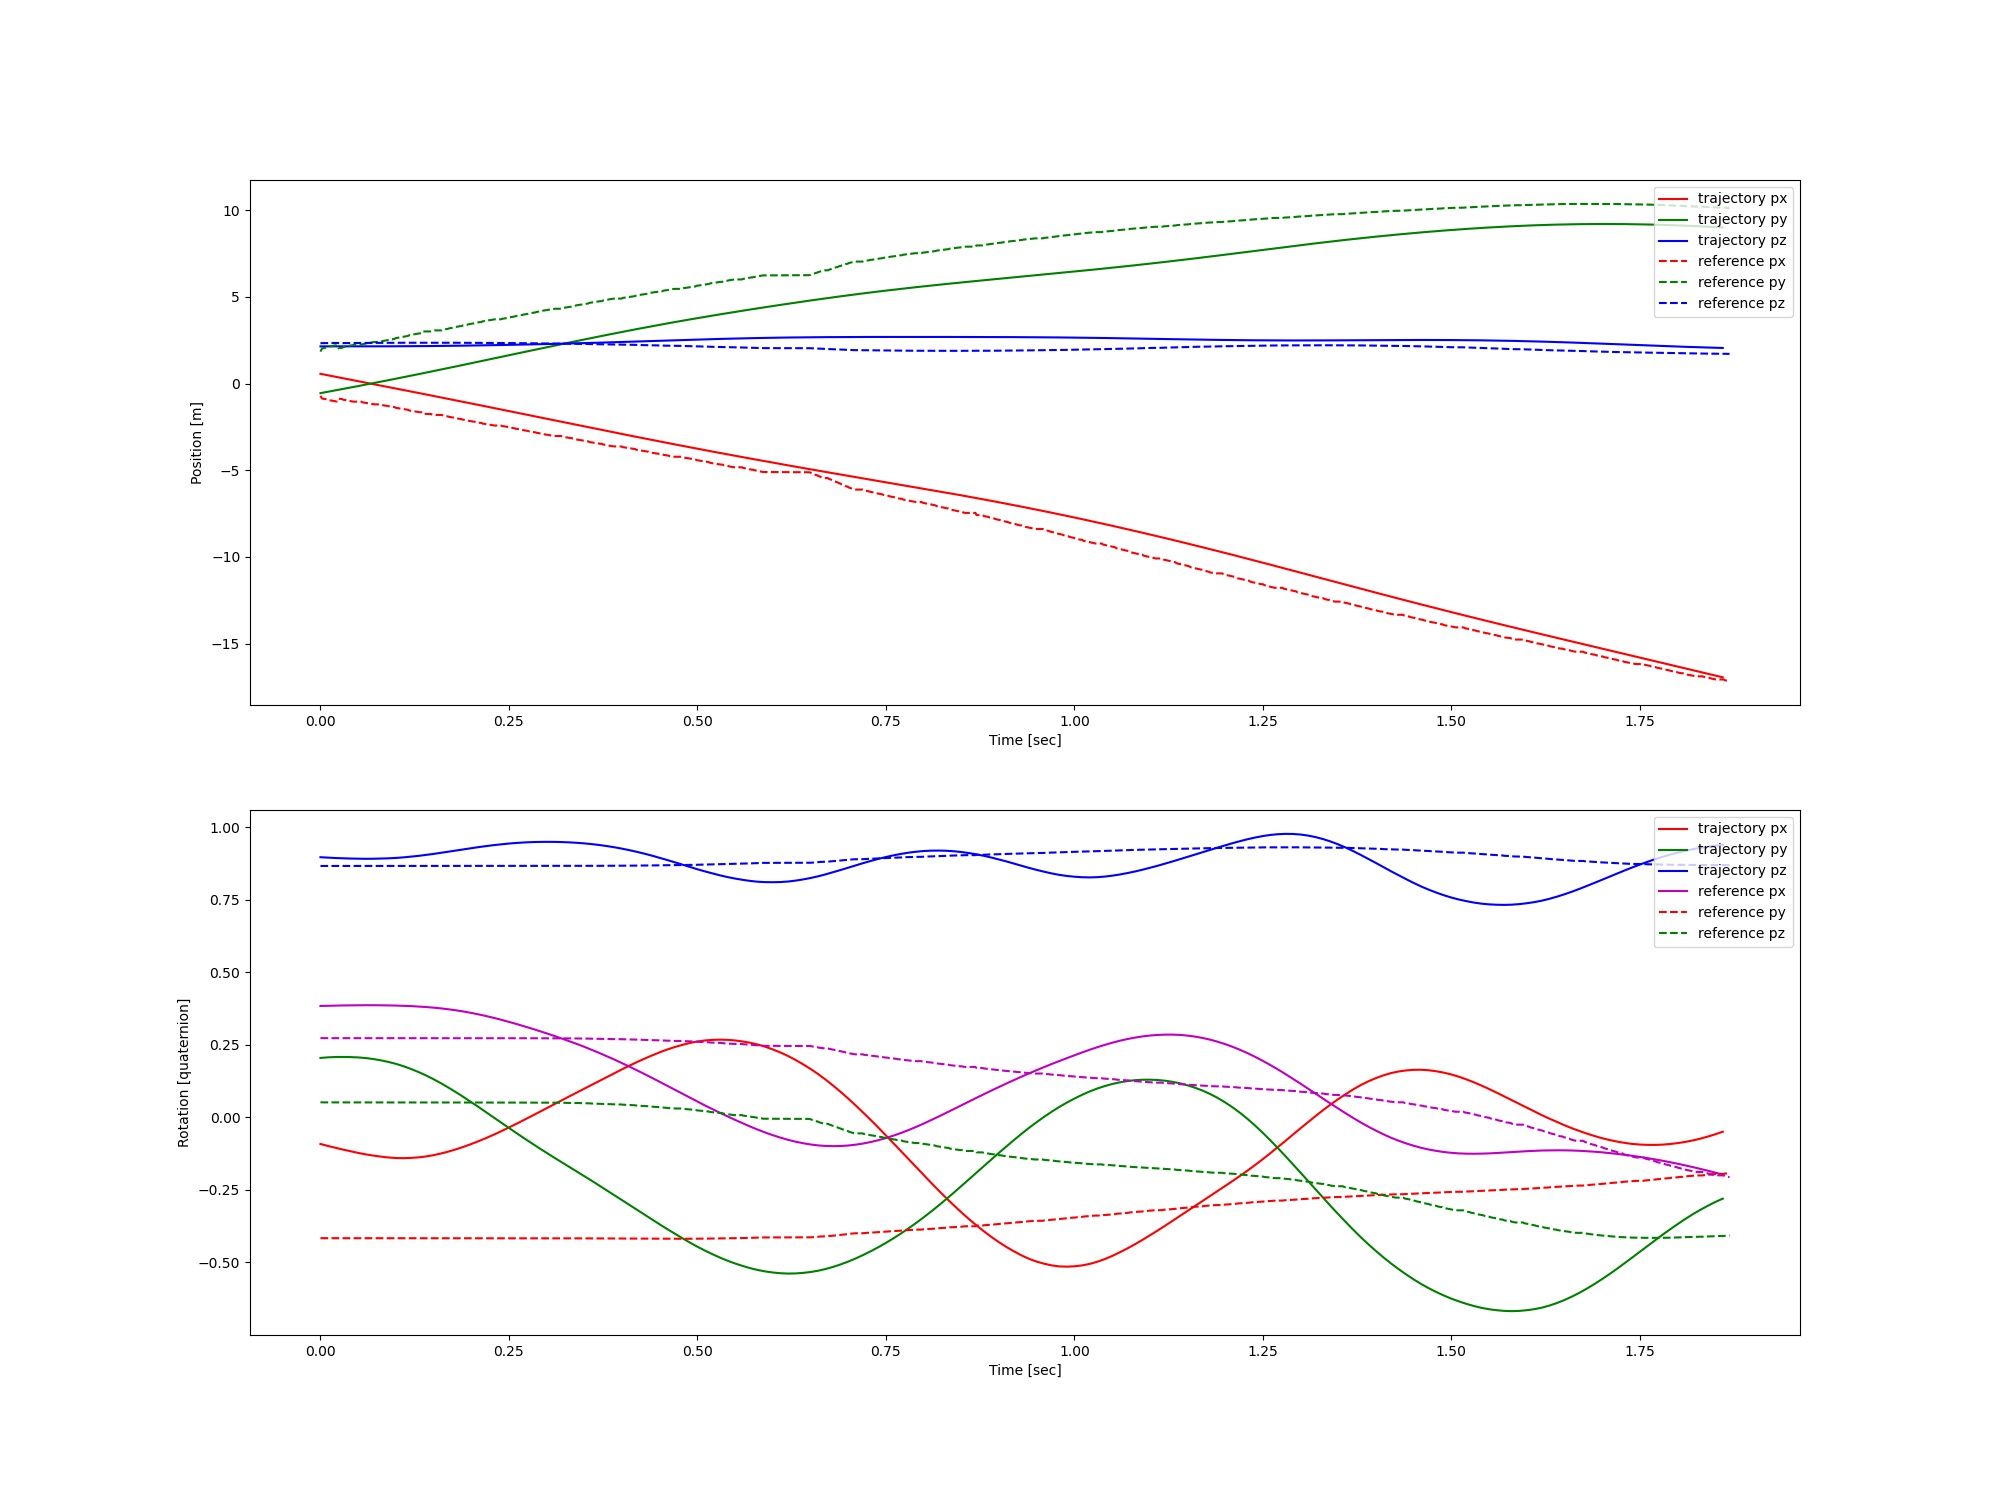 10
5
0
−5
−10
−15
Position [m]
0.00 0.25 0.50 0.75 1.00 1.25 1.50 1.75
Time [sec]
trajectory px
trajectory py
trajectory pz
reference px
reference py
reference pz
1.00
0.75
0.50
0.25
0.00
−0.25
−0.50
Rotation [quaternion]
0.00 0.25 0.50 0.75 1.00 1.25 1.50 1.75
Time [sec]
trajectory px
trajectory py
trajectory pz
reference px
reference py
reference pz